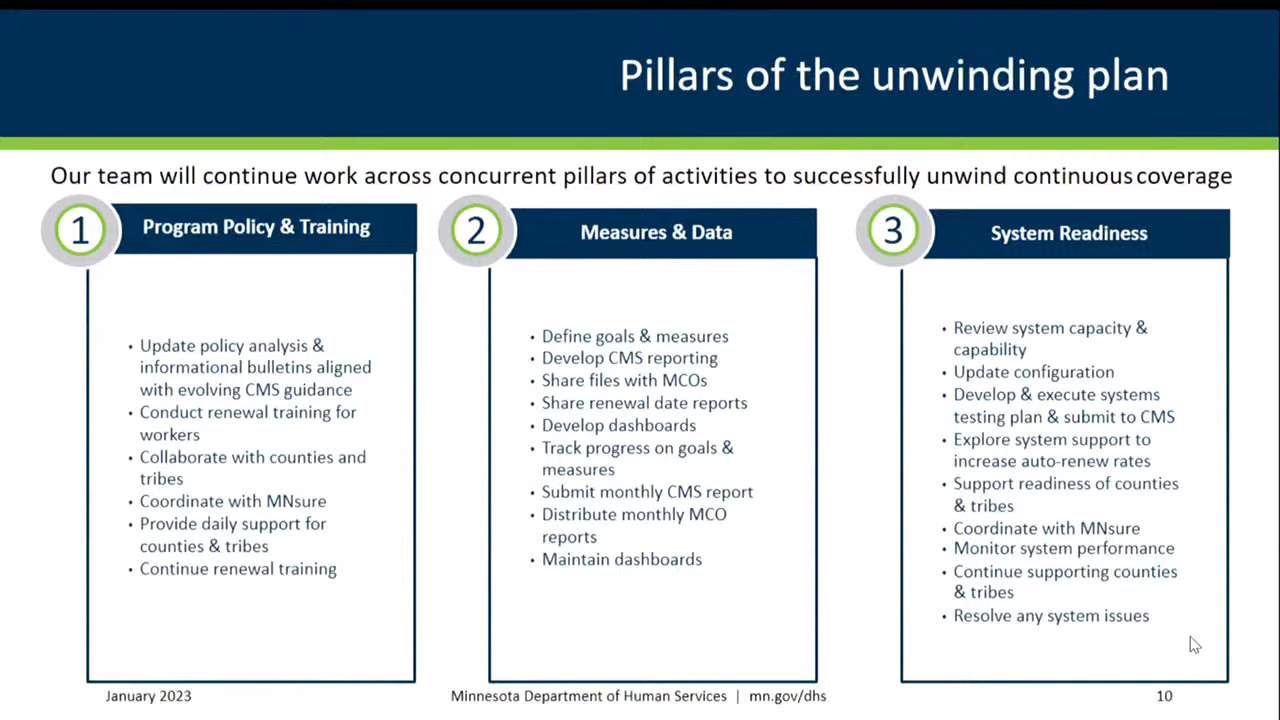 Pillars of the unwinding plan
Our team will continue work across concurrent pillars of activities to successfully unwind continuous coverage
1
Program Policy & Training
• Update policy analysis &
informational bulletins aligned
with evolving CMS guidance
• Conduct renewal training for
workers
• Collaborate with counties and
tribes
• Coordinate with MNsure
• Provide daily support for
counties & tribes
• Continue renewal training
2
Measures & Data
• Define goals & measures
• Develop CMS reporting
• Share files with MCOs
• Share renewal date reports
• Develop dashboards
• Track progress on goals &
measures
• Submit monthly CMS report
• Distribute monthly MCO
reports
• Maintain dashboards
3
System Readiness
• Review system capacity &
capability
• Update configuration
• Develop & execute systems
testing plan & submit to CMS
• Explore system support to
increase auto-renew rates
• Support readiness of counties
& tribes
• Coordinate with MNsure
• Monitor system performance
• Continue supporting counties
& tribes
• Resolve any system issues
January 2023
Minnesota Department of Human Services | mn.gov/dhs
10